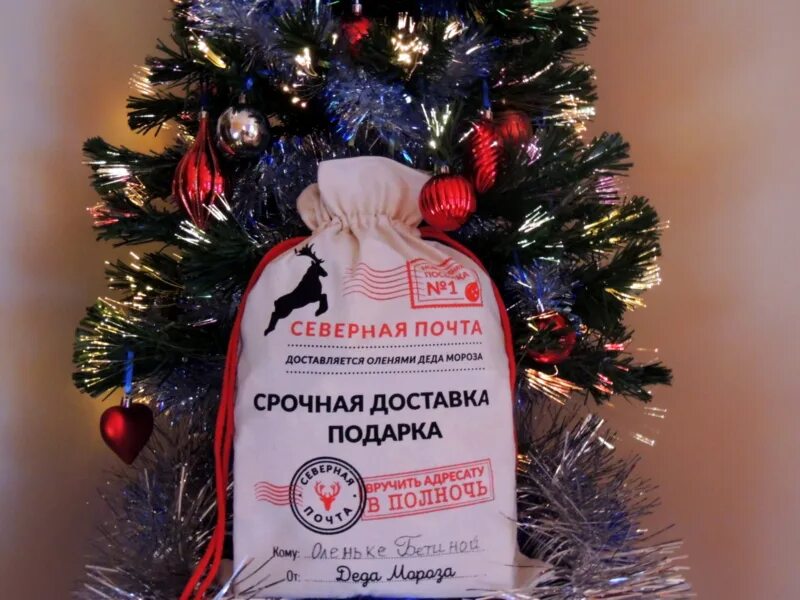 НОВОГОДНЯЯ
ПОСЫЛКА
№1
СЕВЕРНАЯ ПОЧТА
ДОСТАВЛЯЕТСЯ ОЛЕНЯМИ ДЕДА МОРОЗА
СРОЧНАЯ ДОСТАВКА
ПОДАРКА
СЕВЕРНАЯ
ПОЧТА
ВРУЧИТЬ АДРЕСАТУ
В ПОЛНОЧЬ
Кому: Оленьке Бетиной
От: Деда Мороза